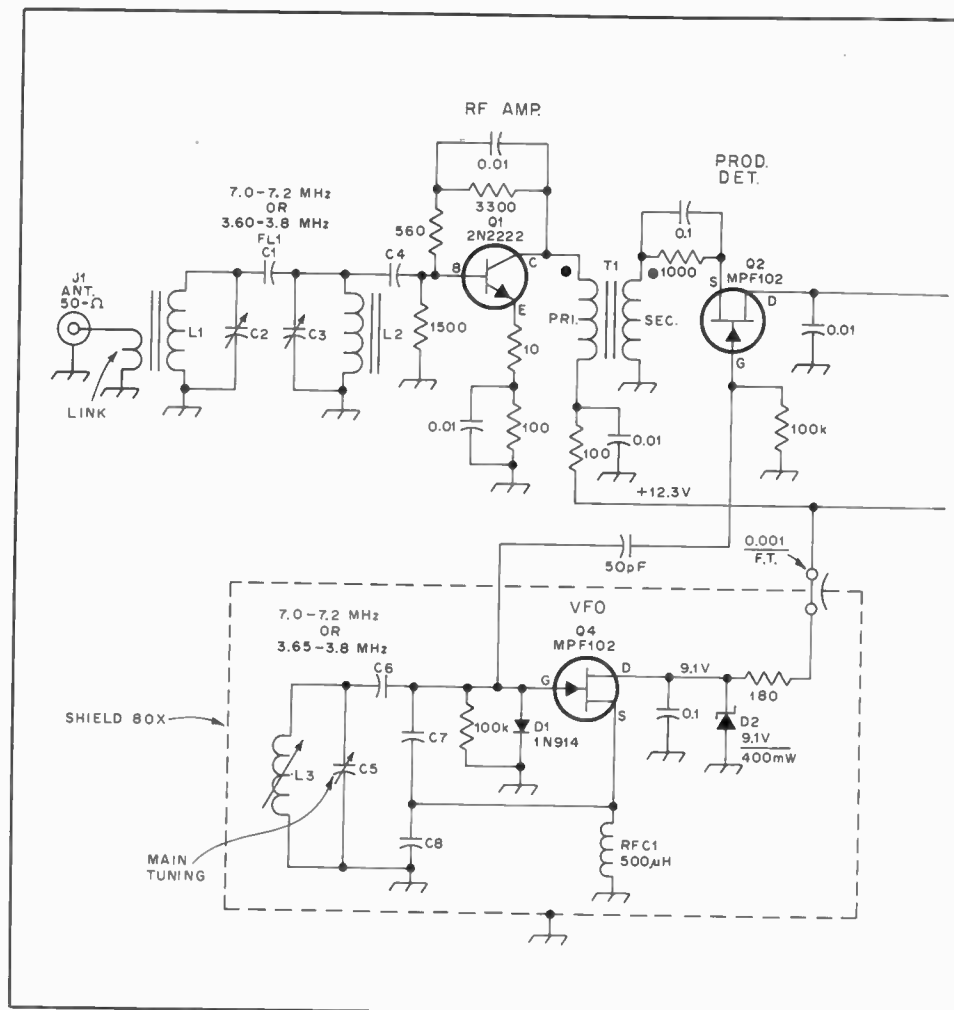 RF AMP.
0.01
3300
Q1
2N2222
560
PROD.
DET.
0.1
1000
Q2
MPF102
7.0-7.2 MHz
OR
3.60-3.8 MHz
FL1
C1
C4
J1
ANT.
50-Ω
L1
C2
C3
L2
LINK
1500
B
C
E
10
0.01
100
T1
PRI.
SEC.
S
D
G
0.01
100k
100
0.01
+12.3V
50pF
0.001
F.T.
VFO
7.0-7.2 MHz
OR
3.65-3.8 MHz
C6
Q4
MPF102
G
D
S
9.1V
180
SHIELD BOX
L3
C5
C7
100k
D1
1N914
0.1
D2
9.1V
400mW
C8
RFC1
500µH
MAIN
TUNING